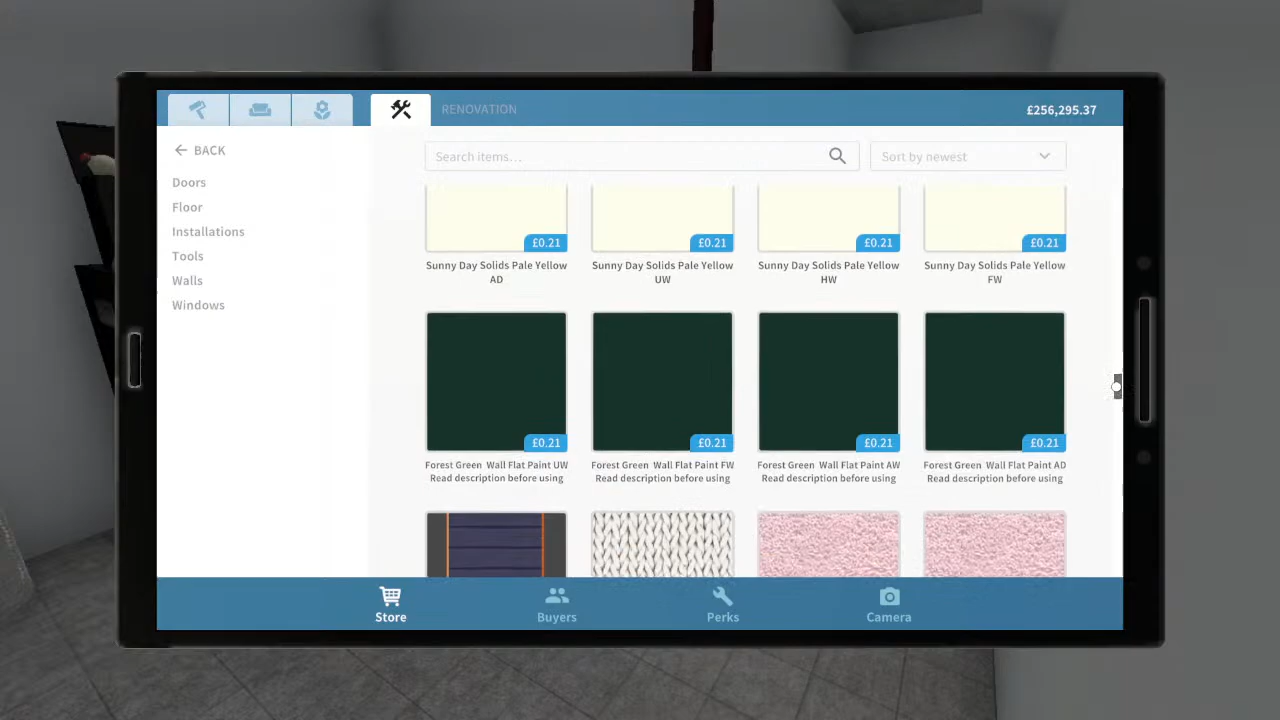 RENOVATION
£256,295.37
BACK
Search items...
Sort by newest
Doors
Floor
Installations
Tools
Walls
Windows
£0.21
£0.21
£0.21
£0.21
Sunny Day Solids Pale Yellow
AD
Sunny Day Solids Pale Yellow
UW
Sunny Day Solids Pale Yellow
HW
Sunny Day Solids Pale Yellow
FW
£0.21
£0.21
£0.21
£0.21
Forest Green Wall Flat Paint UW
Read description before using
Forest Green Wall Flat Paint FW
Read description before using
Forest Green Wall Flat Paint AW
Read description before using
Forest Green Wall Flat Paint AD
Read description before using
Store
Buyers
Perks
Camera